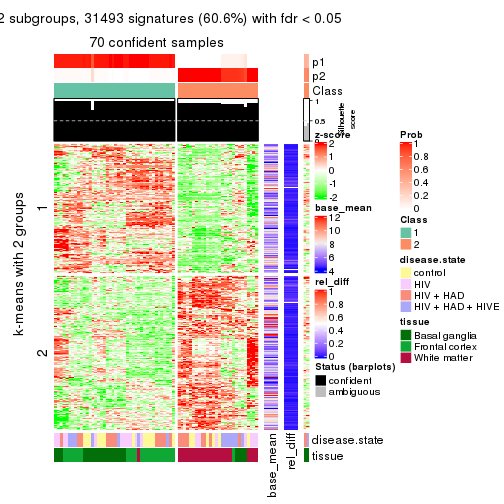 2 subgroups, 31493 signatures (60.6%) with fdr < 0.05
70 confident samples
p1
p2
Class
1
0.5
0
Silhouette
score
k-means with 2 groups
1
2
z-score
2
1
0
-1
-2
base_mean
12
10
8
6
4
rel_diff
1
0.8
0.6
0.4
0.2
0
Status (barplots)
confident
ambiguous
Prob
1
0.8
0.6
0.4
0.2
0
Class
1
2
disease.state
control
HIV
HIV + HAD
HIV + HAD + HIVE
tissue
Basal ganglia
Frontal cortex
White matter
disease.state
tissue
base_mean
rel_diff